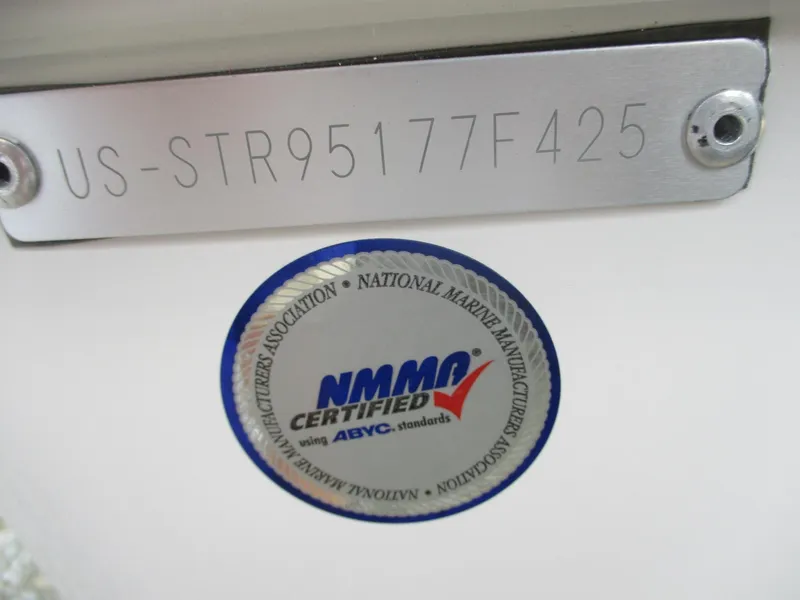 US-STR95177F425
NATIONAL MARINE MANUFACTURERS ASSOCIATION • NATIONAL MARINE MANUFACTURERS ASSOCIATION •
NMMA®
CERTIFIED
using ABYC® standards